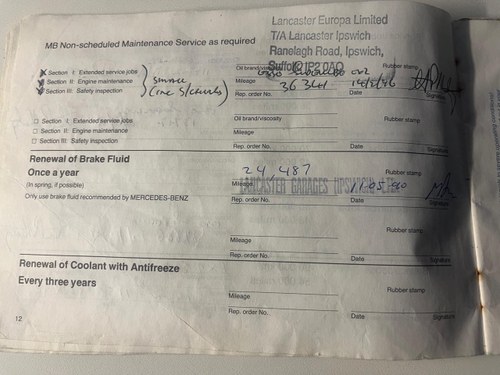 Lancaster Europa Limited
T/A Lancaster Ipswich
Ranelagh Road, Ipswich,
Suffolk IP2 0AQ
MB Non-scheduled Maintenance Service as required
Section I: Extended service jobs
Section II: Engine maintenance
Section III: Safety inspection
Service
Oil brand/viscosity
Rubber stamp
Mileage 36341
Rep. order No.
Date
Signature
Section I: Extended service jobs
Section II: Engine maintenance
Section III: Safety inspection
Oil brand/viscosity
Rubber stamp
Mileage
Rep. order No.
Date
Signature
Renewal of Brake Fluid
Once a year
(In spring, if possible)
Only use brake fluid recommended by MERCEDES-BENZ
24,487
Mileage
LANCASTER GARAGES (IPSWICH)
Rubber stamp
Rep. order No.
Date
Signature
Rubber stamp
Mileage
Rep. order No.
Date
Signature
Renewal of Coolant with Antifreeze
Every three years
Rubber stamp
Mileage
Rep. order No.
Date
Signature
12